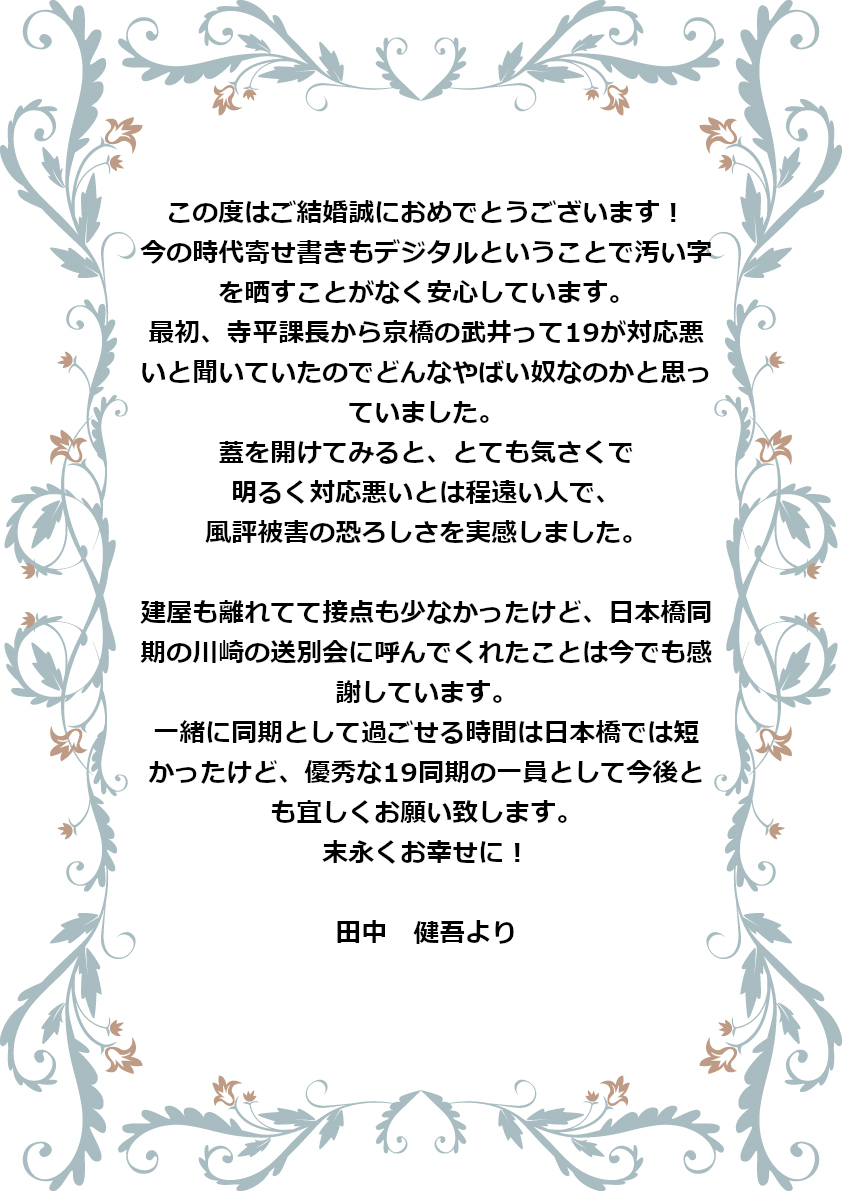 この度はご結婚誠におめでとうございます！
今の時代寄せ書きもデジタルということで汚い字
を晒すことがなく安心しています。
最初、寺平課長から京橋の武井って19が対応悪
いと聞いていたのでどんなやばい奴なのかと思っ
ていました。
蓋を開けてみると、とても気さくで
明るく対応悪いとは程遠い人で、
風評被害の恐ろしさを実感しました。
建屋も離れてて接点も少なかったけど、日本橋同
期の川崎の送別会に呼んでくれたことは今でも感
謝しています。
一緒に同期として過ごせる時間は日本橋では短
かったけど、優秀な19同期の一員として今後と
も宜しくお願い致します。
末永くお幸せに！
田中　健吾より